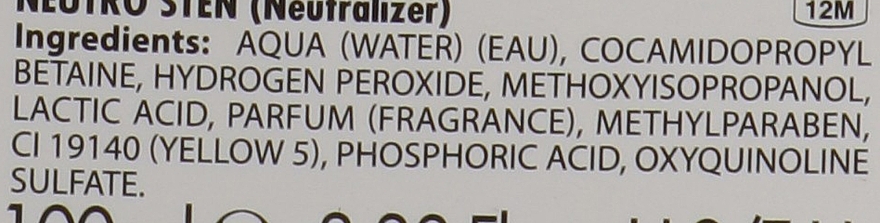 NEUTRO STEN (Neutralizer)
12M
Ingredients: AQUA (WATER) (EAU), COCAMIDOPROPYL
BETAINE, HYDROGEN PEROXIDE, METHOXYISOPROPANOL,
LACTIC ACID, PARFUM (FRAGRANCE), METHYLPARABEN,
CI 19140 (YELLOW 5), PHOSPHORIC ACID, OXYQUINOLINE
SULFATE.
100